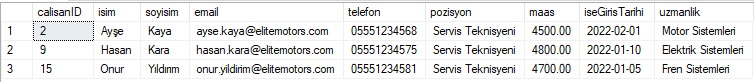 calisanID isim soyisim email telefon pozisyon maas iseGirisTarihi uzmanlik
1 2 Ayşe Kaya ayse.kaya@elitemotors.com 05551234568 Servis Teknisyeni 4500.00 2022-02-01 Motor Sistemleri
2 9 Hasan Kara hasan.kara@elitemotors.com 05551234575 Servis Teknisyeni 4800.00 2022-01-10 Elektrik Sistemleri
3 15 Onur Yıldırım onur.yildirim@elitemotors.com 05551234581 Servis Teknisyeni 4700.00 2022-01-05 Fren Sistemleri